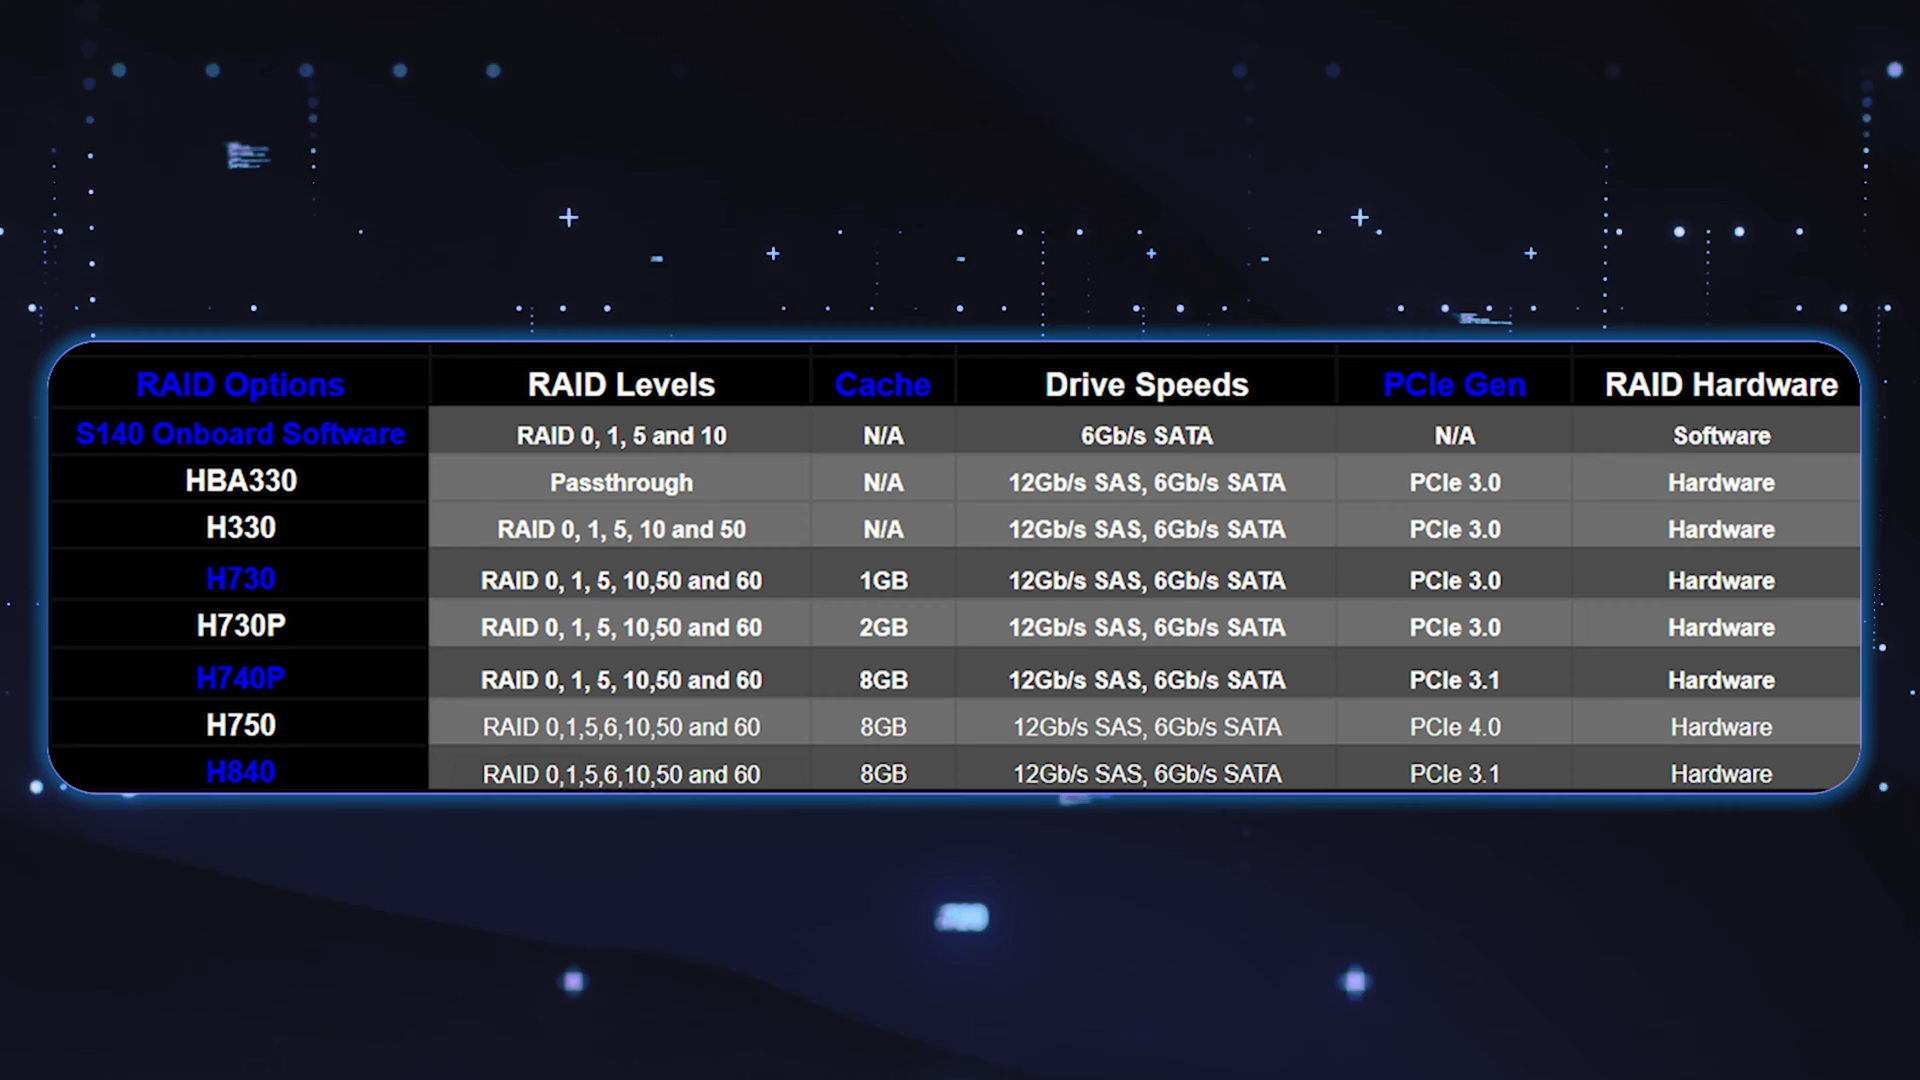 RAID Options RAID Levels Cache Drive Speeds PCIe Gen RAID Hardware
S140 Onboard Software RAID 0, 1, 5 and 10 N/A 6Gb/s SATA N/A Software
HBA330 Passthrough N/A 12Gb/s SAS, 6Gb/s SATA PCIe 3.0 Hardware
H330 RAID 0, 1, 5, 10 and 50 N/A 12Gb/s SAS, 6Gb/s SATA PCIe 3.0 Hardware
H730 RAID 0, 1, 5, 10,50 and 60 1GB 12Gb/s SAS, 6Gb/s SATA PCIe 3.0 Hardware
H730P RAID 0, 1, 5, 10,50 and 60 2GB 12Gb/s SAS, 6Gb/s SATA PCIe 3.0 Hardware
H740P RAID 0, 1, 5, 10,50 and 60 8GB 12Gb/s SAS, 6Gb/s SATA PCIe 3.1 Hardware
H750 RAID 0,1,5,6,10,50 and 60 8GB 12Gb/s SAS, 6Gb/s SATA PCIe 4.0 Hardware
H840 RAID 0,1,5,6,10,50 and 60 8GB 12Gb/s SAS, 6Gb/s SATA PCIe 3.1 Hardware